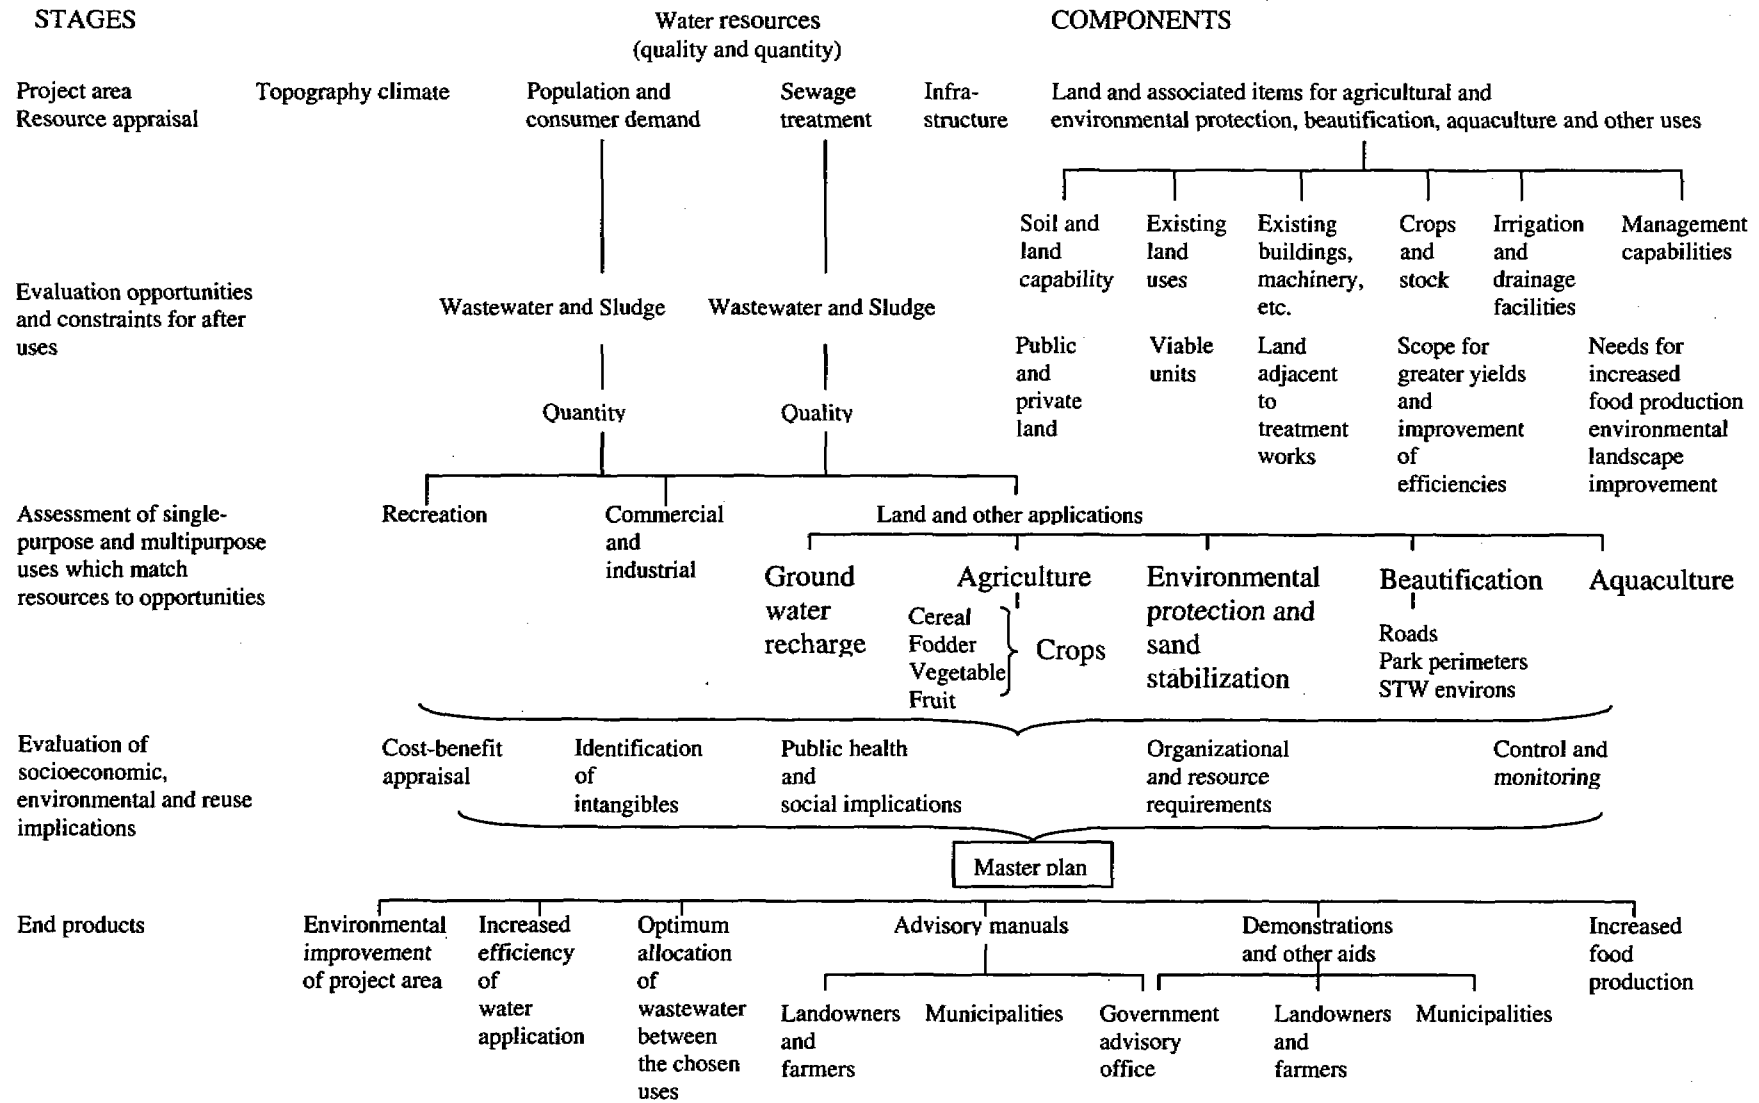 STAGES
Water resources
(quality and quantity)
COMPONENTS
Project area
Resource appraisal
Topography climate
Population and
consumer demand
Sewage
treatment
Infra-
structure
Land and associated items for agricultural and
environmental protection, beautification, aquaculture and other uses
Soil and
land
capability
Existing
land
uses
Existing
buildings,
machinery,
etc.
Crops
and
stock
Irrigation
and
drainage
facilities
Management
capabilities
Evaluation opportunities
and constraints for after
uses
Wastewater and Sludge
Wastewater and Sludge
Public
and
private
land
Viable
units
Land
adjacent
to
treatment
works
Scope for
greater yields
and
improvement
of
efficiencies
Needs for
increased
food production
environmental
landscape
improvement
Quantity
Quality
Assessment of single-
purpose and multipurpose
uses which match
resources to opportunities
Recreation
Commercial
and
industrial
Land and other applications
Ground
water
recharge
Agriculture
Cereal
Fodder
Vegetable
Fruit
Crops
Environmental
protection and
sand
stabilization
Beautification
Roads
Park perimeters
STW environs
Aquaculture
Evaluation of
socioeconomic,
environmental and reuse
implications
Cost-benefit
appraisal
Identification
of
intangibles
Public health
and
social implications
Organizational
and resource
requirements
Control and
monitoring
Master plan
End products
Environmental
improvement
of project area
Increased
efficiency
of
water
application
Optimum
allocation
of
wastewater
between
the chosen
uses
Advisory manuals
Landowners
and
farmers
Municipalities
Government
advisory
office
Demonstrations
and other aids
Landowners
and
farmers
Municipalities
Increased
food
production